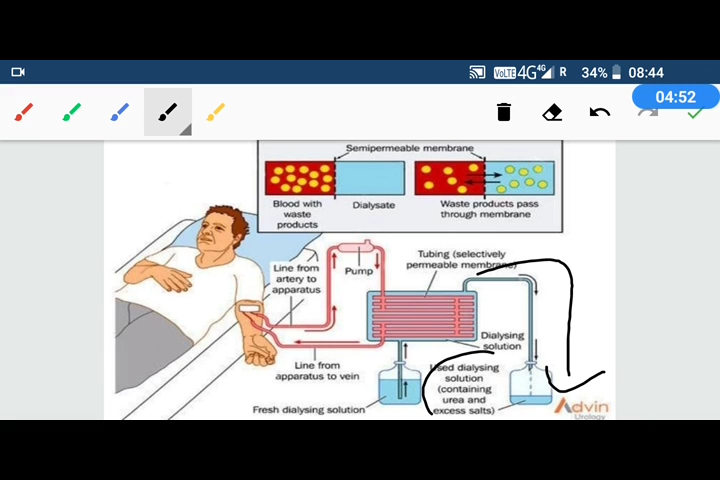 VoLTE 4G 4G R 34% 08:44
04:52
Semipermeable membrane
Blood with
waste
products
Dialysate
Waste products pass
through membrane
Line from
artery to
apparatus
Pump
Tubing (selectively
permeable membrane)
Dialysing
solution
Line from
apparatus to vein
Used dialysing
solution
(containing
urea and
excess salts)
Fresh dialysing solution
Advin
Urology